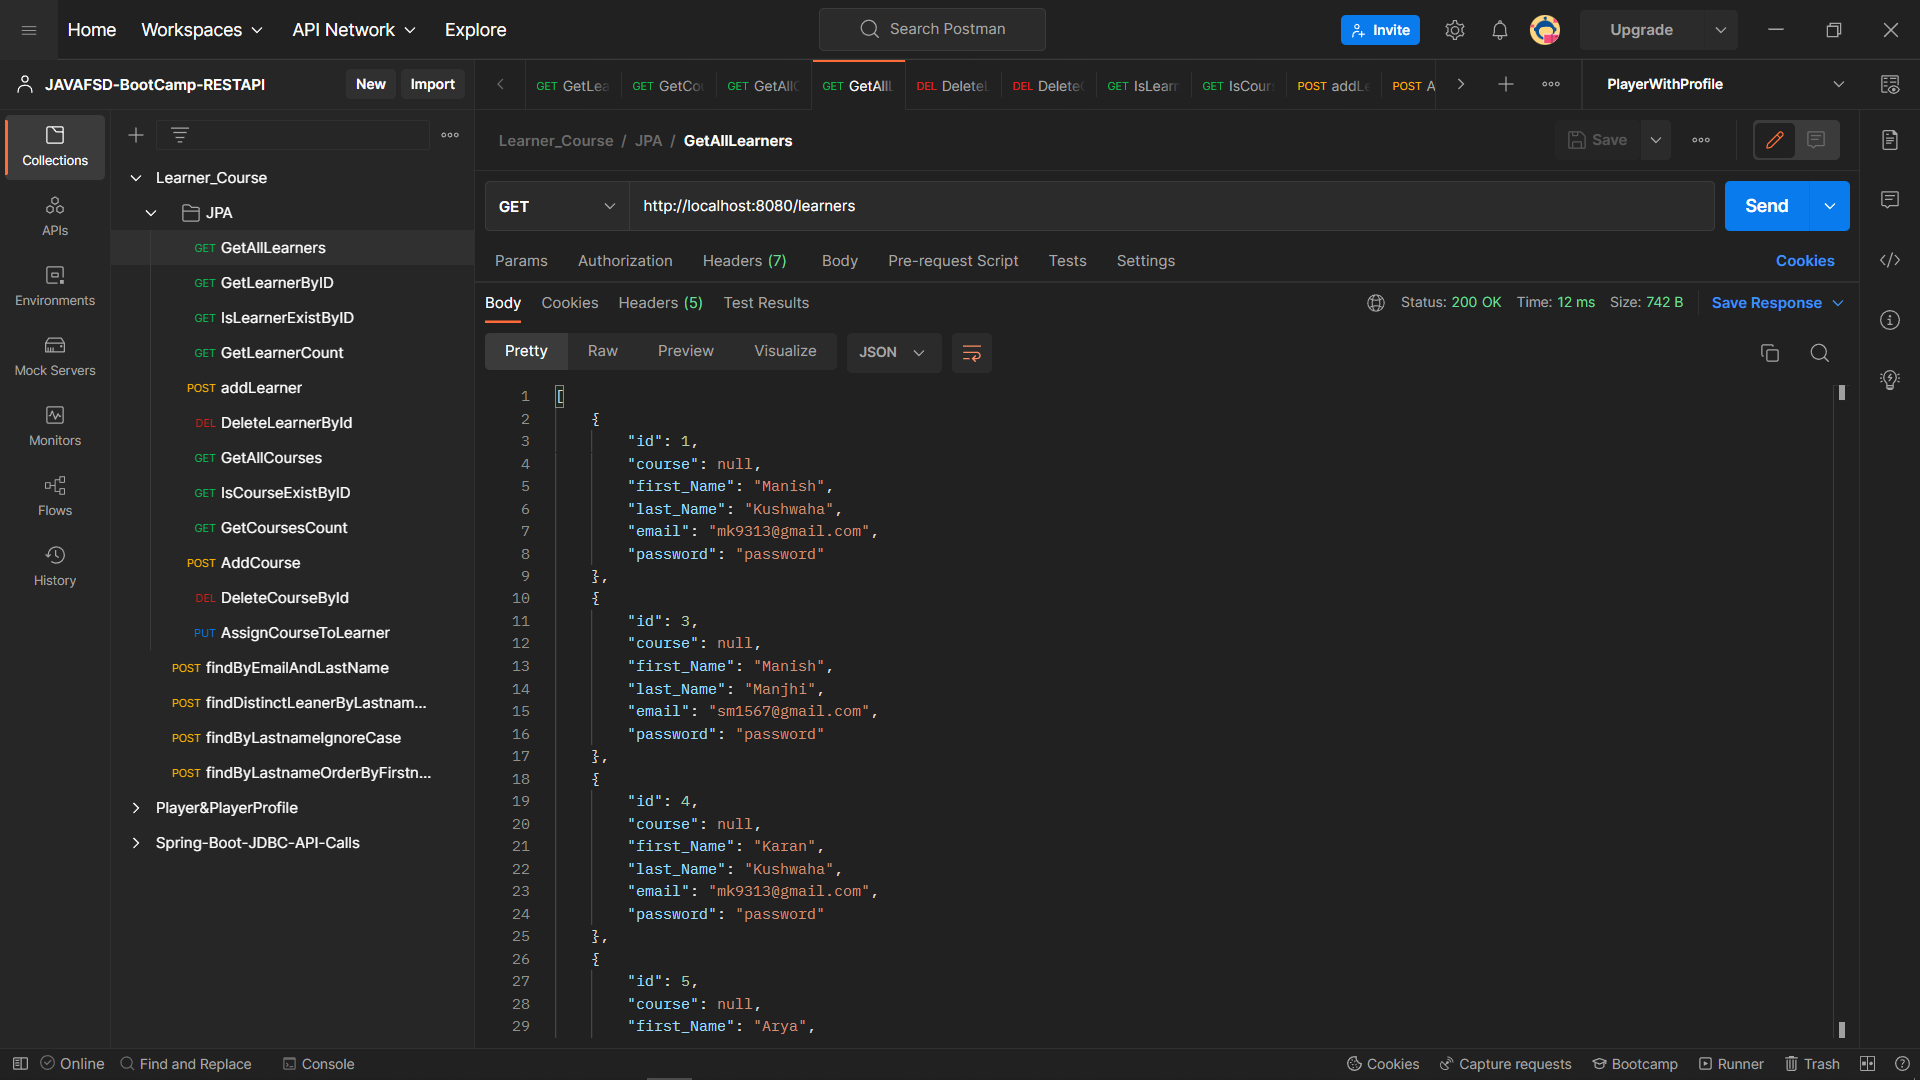 Home Workspaces API Network Explore Search Postman Invite Upgrade
JAVAFSD-BootCamp-RESTAPI New Import
GET GetLea GET GetCo GET GetAll GET GetAll DEL Delete DEL Delete GET IsLear GET IsCour POST addLe POST A PlayerWithProfile
Collections
APIs
Environments
Mock Servers
Monitors
Flows
History
Learner_Course
JPA
GET GetAllLearners
GET GetLearnerByID
GET IsLearnerExistByID
GET GetLearnerCount
POST addLearner
DEL DeleteLearnerById
GET GetAllCourses
GET IsCourseExistByID
GET GetCoursesCount
POST AddCourse
DEL DeleteCourseById
PUT AssignCourseToLearner
POST findByEmailAndLastName
POST findDistinctLeanerByLastnam...
POST findByLastnameIgnoreCase
POST findByLastnameOrderByFirstn...
Player&PlayerProfile
Spring-Boot-JDBC-API-Calls
Learner_Course / JPA / GetAllLearners Save
GET http://localhost:8080/learners Send
Params Authorization Headers (7) Body Pre-request Script Tests Settings Cookies
Body Cookies Headers (5) Test Results Status: 200 OK Time: 12 ms Size: 742 B Save Response
Pretty Raw Preview Visualize JSON
1 [
2 {
3 "id": 1,
4 "course": null,
5 "first_Name": "Manish",
6 "last_Name": "Kushwaha",
7 "email": "mk9313@gmail.com",
8 "password": "password"
9 },
10 {
11 "id": 3,
12 "course": null,
13 "first_Name": "Manish",
14 "last_Name": "Manjhi",
15 "email": "sm1567@gmail.com",
16 "password": "password"
17 },
18 {
19 "id": 4,
20 "course": null,
21 "first_Name": "Karan",
22 "last_Name": "Kushwaha",
23 "email": "mk9313@gmail.com",
24 "password": "password"
25 },
26 {
27 "id": 5,
28 "course": null,
29 "first_Name": "Arya",
Online Find and Replace Console Cookies Capture requests Bootcamp Runner Trash